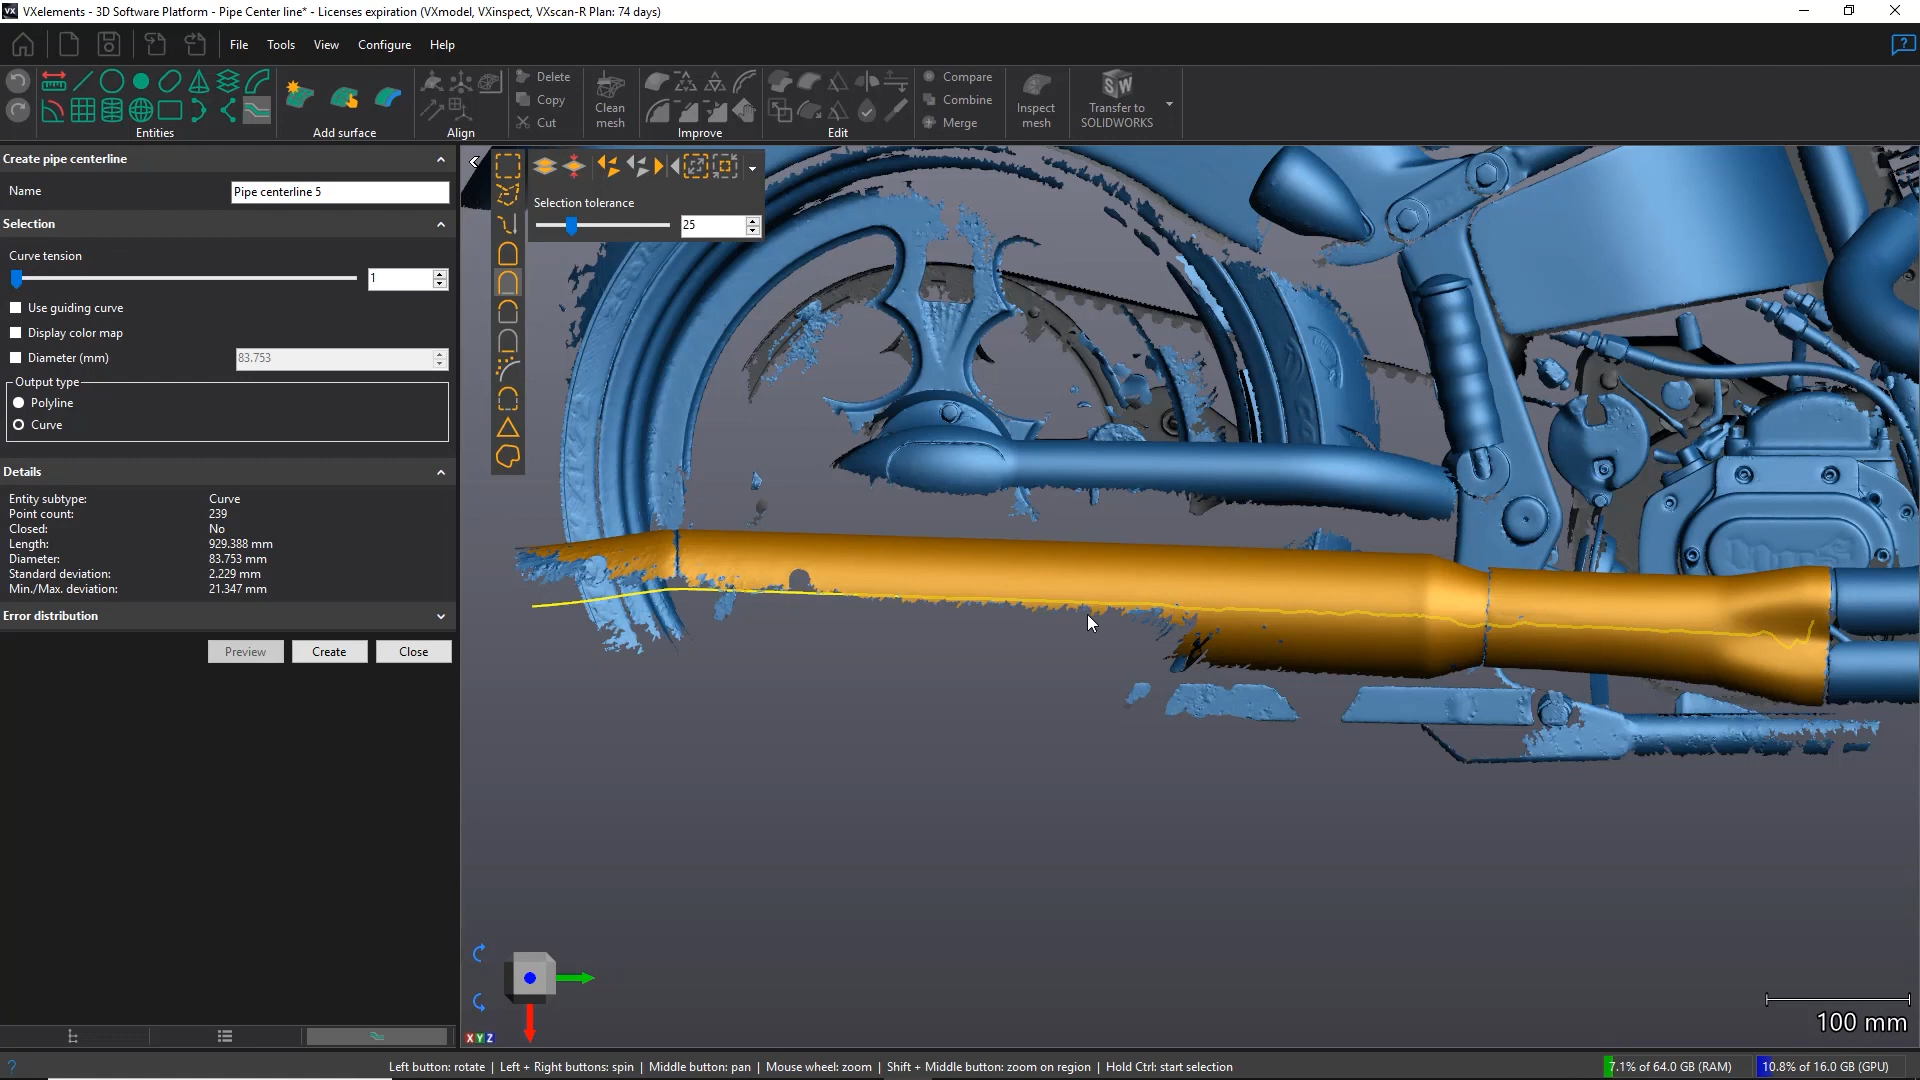 VX VXelements - 3D Software Platform - Pipe Center line* - Licenses expiration (VXmodel, VXinspect, VXscan-R Plan: 74 days)
File Tools View Configure Help
Entities
Add surface
Align
Delete
Copy
Cut
Clean
mesh
Improve
Edit
Compare
Combine
Merge
Inspect
mesh
SW
Transfer to
SOLIDWORKS
Create pipe centerline
Name Pipe centerline 5
Selection
Curve tension
1
Use guiding curve
Display color map
Diameter (mm) 83.753
Output type
Polyline
Curve
Details
Entity subtype: Curve
Point count: 239
Closed: No
Length: 929.388 mm
Diameter: 83.753 mm
Standard deviation: 2.229 mm
Min./Max. deviation: 21.347 mm
Error distribution
Preview Create Close
Selection tolerance
25
X Y Z
100 mm
? Left button: rotate | Left + Right buttons: spin | Middle button: pan | Mouse wheel: zoom | Shift + Middle button: zoom on region | Hold Ctrl: start selection
7.1% of 64.0 GB (RAM) 10.8% of 16.0 GB (GPU)